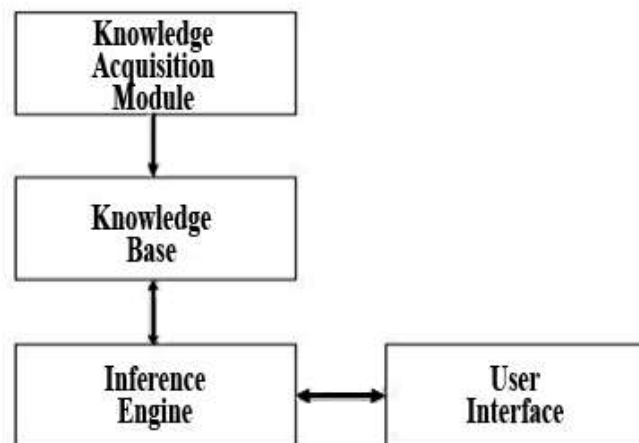 Knowledge
Acquisition
Module
Knowledge
Base
Inference
Engine
User
Interface